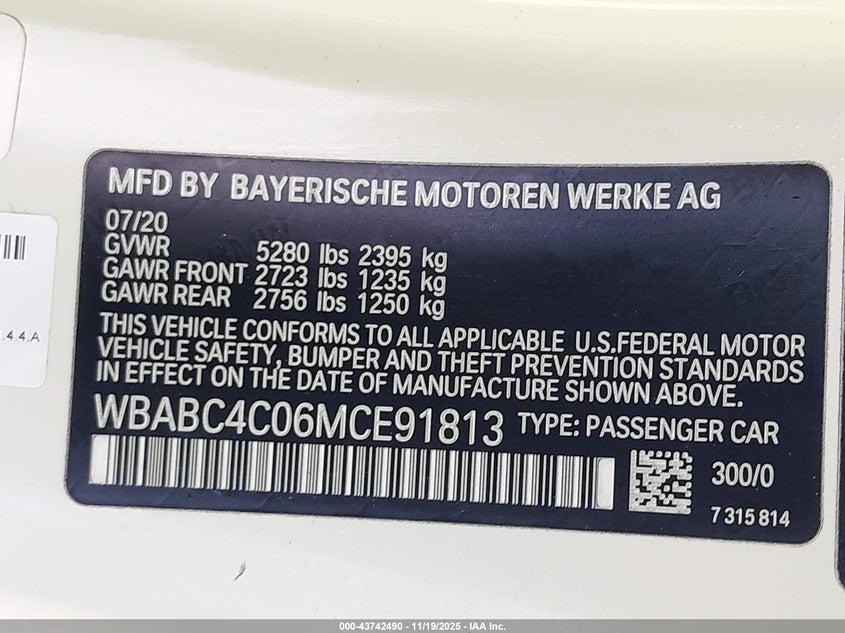 MFD BY BAYERISCHE MOTOREN WERKE AG
07/20
GVWR 5280 lbs 2395 kg
GAWR FRONT 2723 lbs 1235 kg
GAWR REAR 2756 lbs 1250 kg
THIS VEHICLE CONFORMS TO ALL APPLICABLE U.S.FEDERAL MOTOR
VEHICLE SAFETY, BUMPER AND THEFT PREVENTION STANDARDS
IN EFFECT ON THE DATE OF MANUFACTURE SHOWN ABOVE.
WBABC4C06MCE91813 TYPE: PASSENGER CAR
300/0
7 315 814
.4.4.A
000-43742490 - 11/19/2025 - IAA Inc.